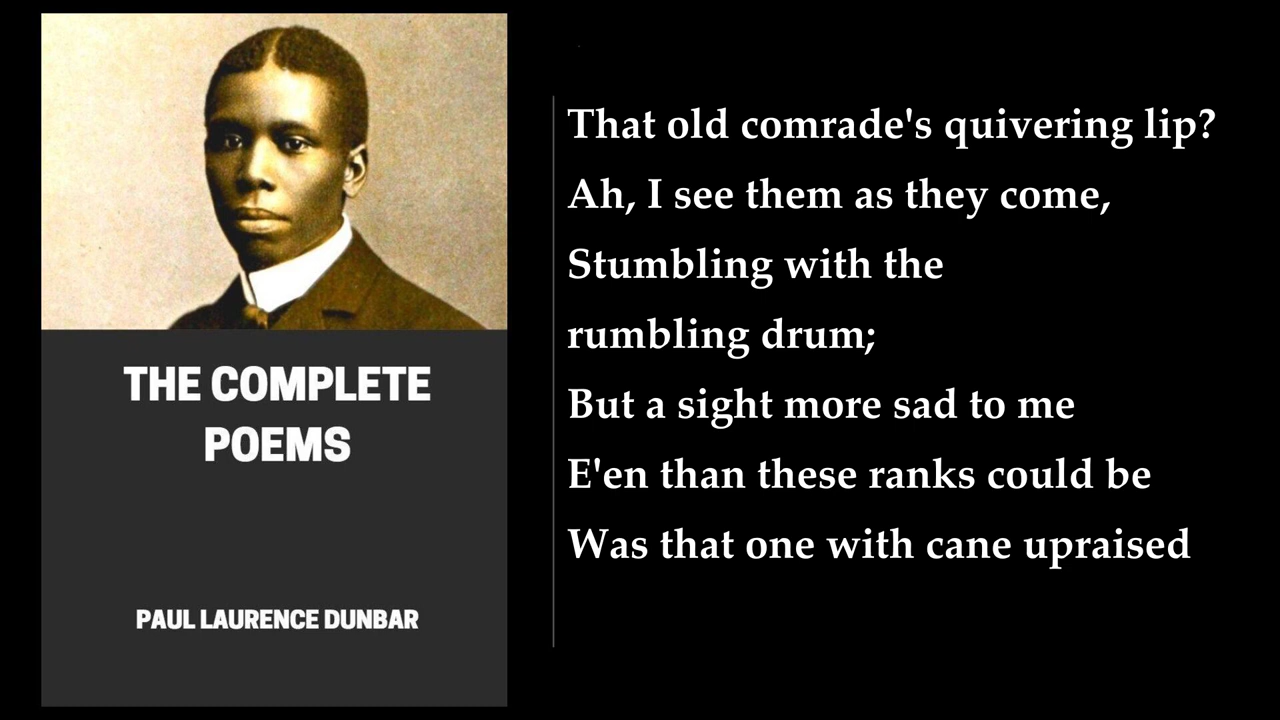 THE COMPLETE
POEMS
PAUL LAURENCE DUNBAR
That old comrade's quivering lip?
Ah, I see them as they come,
Stumbling with the
rumbling drum;
But a sight more sad to me
E'en than these ranks could be
Was that one with cane upraised